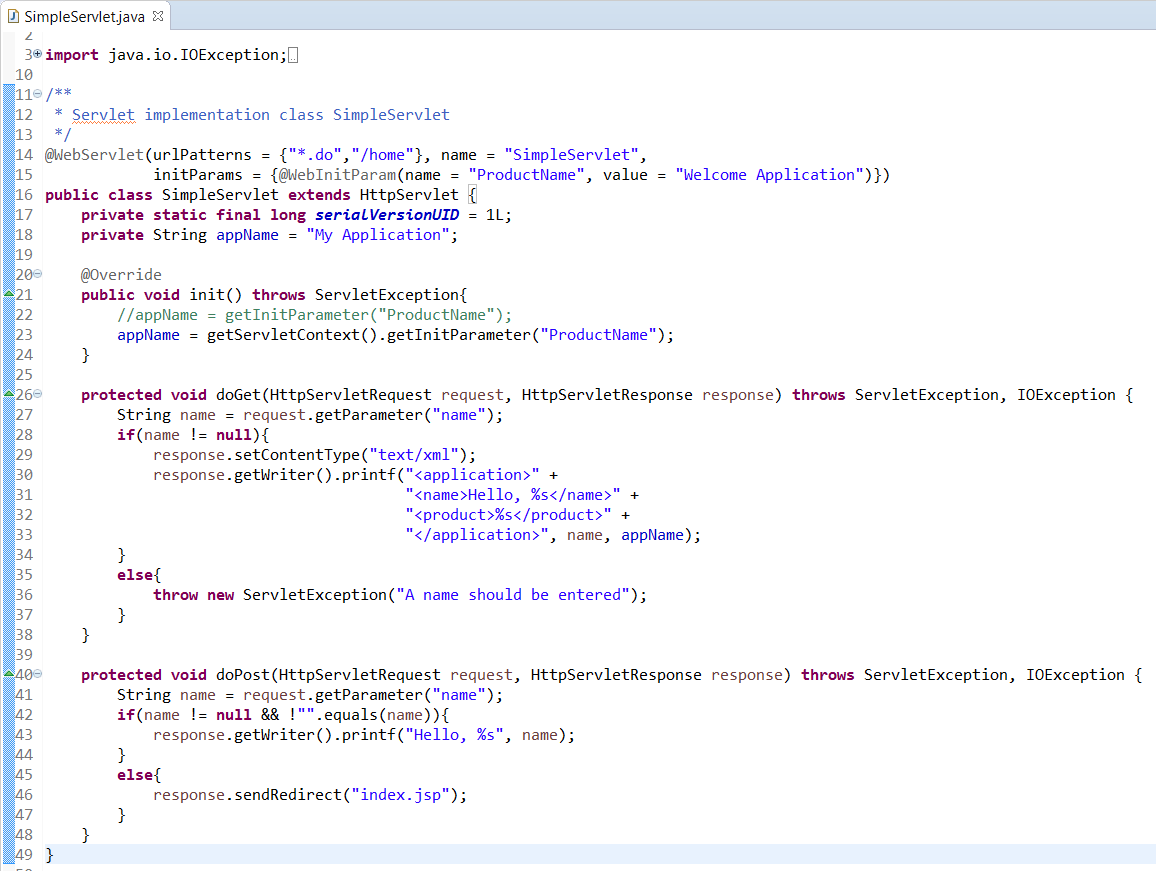 SimpleServlet.java
2
3 import java.io.IOException;
10
11 /**
12  * Servlet implementation class SimpleServlet
13  */
14 @WebServlet(urlPatterns = {"*.do","/home"}, name = "SimpleServlet",
15             initParams = {@WebInitParam(name = "ProductName", value = "Welcome Application")})
16 public class SimpleServlet extends HttpServlet {
17     private static final long serialVersionUID = 1L;
18     private String appName = "My Application";
19
20     @Override
21     public void init() throws ServletException{
22         //appName = getInitParameter("ProductName");
23         appName = getServletContext().getInitParameter("ProductName");
24     }
25
26     protected void doGet(HttpServletRequest request, HttpServletResponse response) throws ServletException, IOException {
27         String name = request.getParameter("name");
28         if(name != null){
29             response.setContentType("text/xml");
30             response.getWriter().printf("<application>" +
31                                         "<name>Hello, %s</name>" +
32                                         "<product>%s</product>" +
33                                         "</application>", name, appName);
34         }
35         else{
36             throw new ServletException("A name should be entered");
37         }
38     }
39
40     protected void doPost(HttpServletRequest request, HttpServletResponse response) throws ServletException, IOException {
41         String name = request.getParameter("name");
42         if(name != null && !"".equals(name)){
43             response.getWriter().printf("Hello, %s", name);
44         }
45         else{
46             response.sendRedirect("index.jsp");
47         }
48     }
49 }